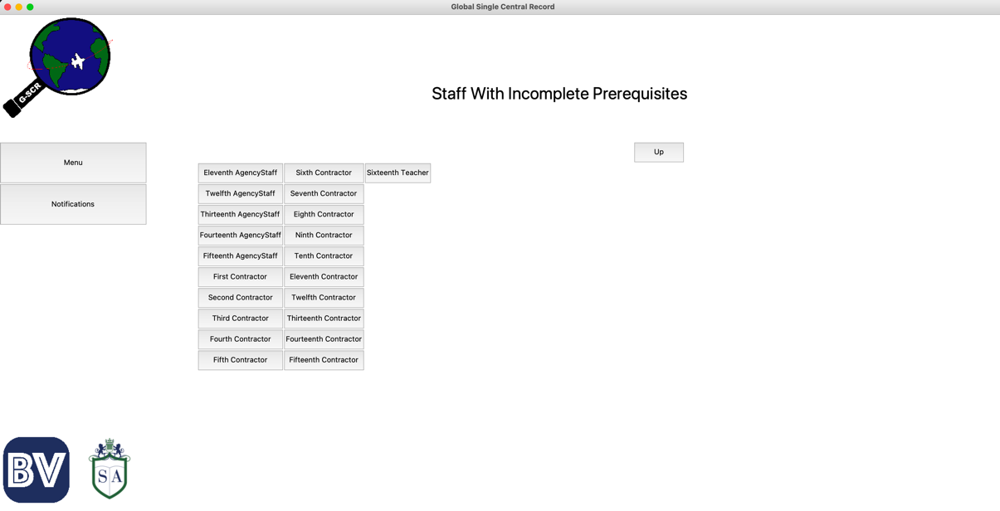 Global Single Central Record
G-SCR
Staff With Incomplete Prerequisites
Menu
Notifications
Up
Eleventh AgencyStaff Sixth Contractor Sixteenth Teacher
Twelfth AgencyStaff Seventh Contractor
Thirteenth AgencyStaff Eighth Contractor
Fourteenth AgencyStaff Ninth Contractor
Fifteenth AgencyStaff Tenth Contractor
First Contractor Eleventh Contractor
Second Contractor Twelfth Contractor
Third Contractor Thirteenth Contractor
Fourth Contractor Fourteenth Contractor
Fifth Contractor Fifteenth Contractor
BV
SA